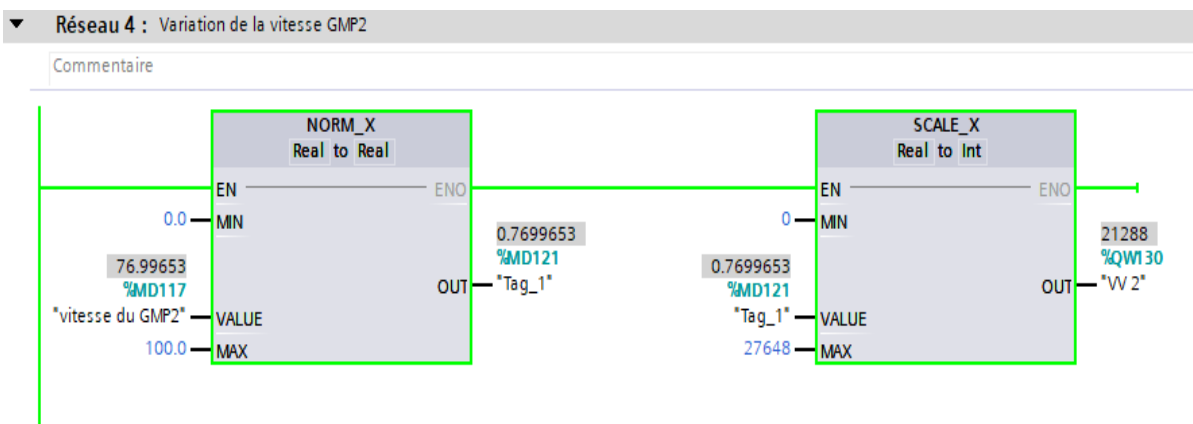 Réseau 4 : Variation de la vitesse GMP2
Commentaire
NORM_X
Real to Real
EN ENO
0.0 MIN
0.7699653
%MD121
OUT "Tag_1"
76.99653
%MD117
"vitesse du GMP2" VALUE
100.0 MAX
SCALE_X
Real to Int
EN ENO
0 MIN
21288
%QW130
OUT "VV 2"
0.7699653
%MD121
"Tag_1" VALUE
27648 MAX